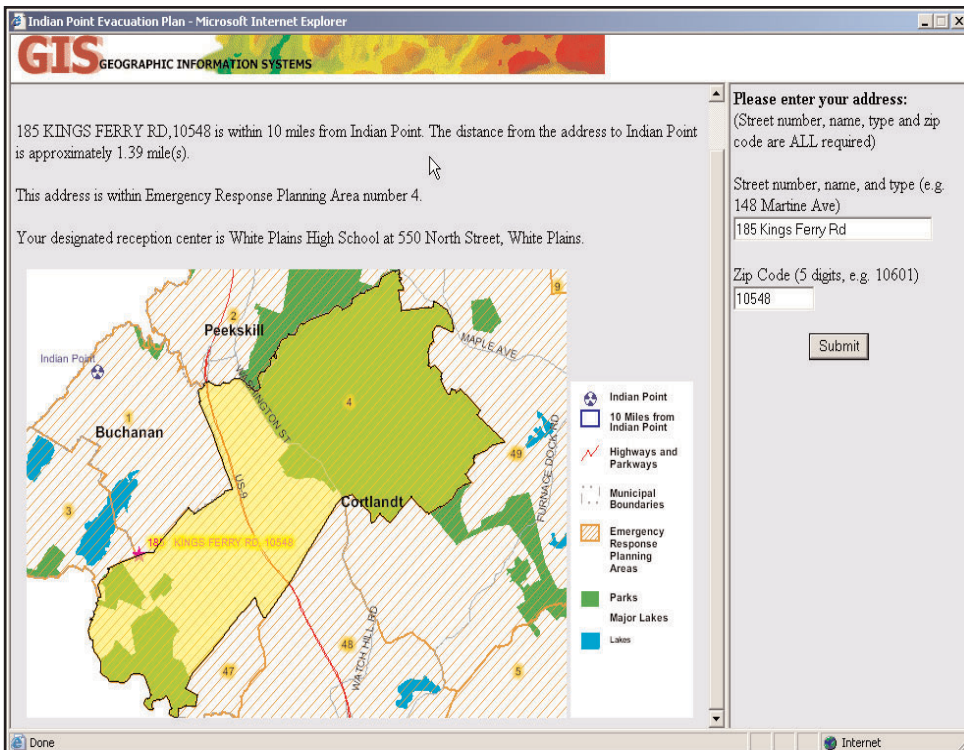 Indian Point Evacuation Plan - Microsoft Internet Explorer
GIS GEOGRAPHIC INFORMATION SYSTEMS
185 KINGS FERRY RD,10548 is within 10 miles from Indian Point. The distance from the address to Indian Point
is approximately 1.39 mile(s).
This address is within Emergency Response Planning Area number 4.
Your designated reception center is White Plains High School at 550 North Street, White Plains.
Please enter your address:
(Street number, name, type and zip
code are ALL required)
Street number, name, and type (e.g.
148 Martine Ave)
185 Kings Ferry Rd
Zip Code (5 digits, e.g. 10601)
10548
Submit
9
2
Peekskill
MAPLE AVE
Indian Point
WASHINGTON ST
4
1
Buchanan
49
US-9
FURNACE DOCK RD
Cortlandt
3
185 KINGS FERRY RD, 10548
48
WATCH HILL RD
47
5
Indian Point
10 Miles from
Indian Point
Highways and
Parkways
Municipal
Boundaries
Emergency
Response
Planning
Areas
Parks
Major Lakes
Lakes
Done
Internet